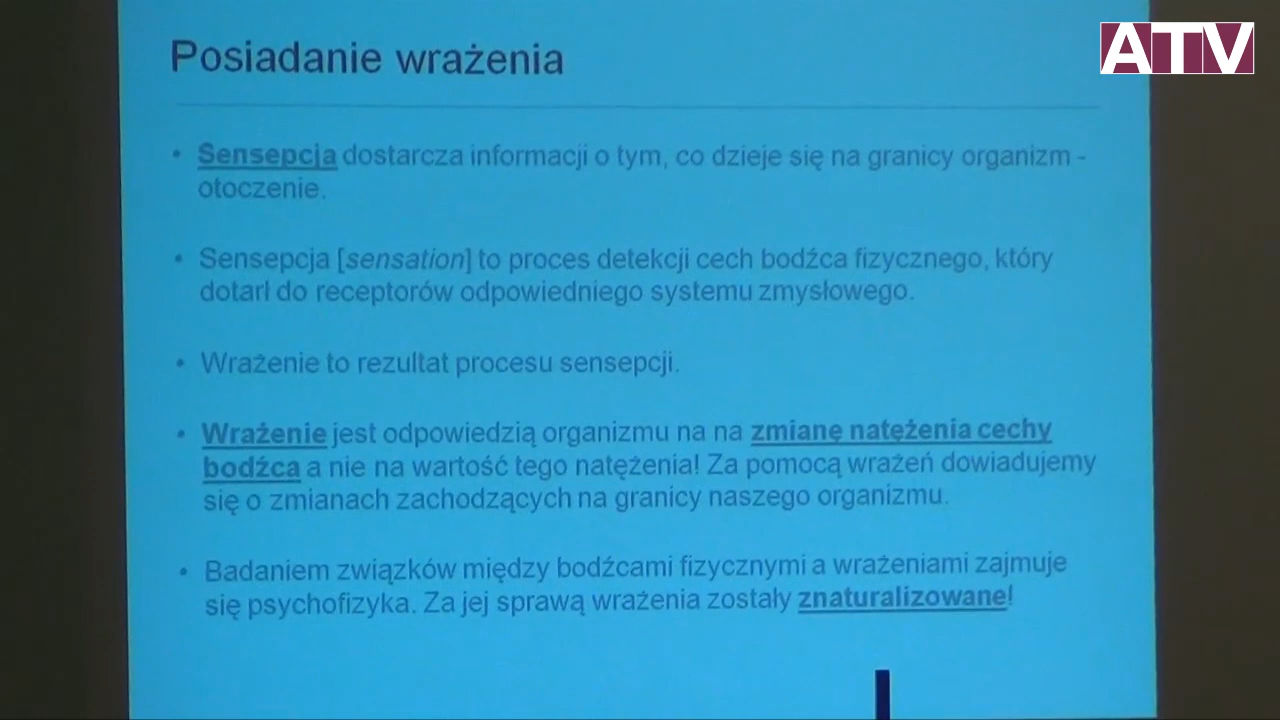 ATV
Posiadanie wrażenia
• Sensepcja dostarcza informacji o tym, co dzieje się na granicy organizm -
otoczenie.
• Sensepcja [sensation] to proces detekcji cech bodźca fizycznego, który
dotarł do receptorów odpowiedniego systemu zmysłowego.
• Wrażenie to rezultat procesu sensepcji.
• Wrażenie jest odpowiedzią organizmu na na zmianę natężenia cechy
bodźca a nie na wartość tego natężenia! Za pomocą wrażeń dowiadujemy
się o zmianach zachodzących na granicy naszego organizmu.
• Badaniem związków między bodźcami fizycznymi a wrażeniami zajmuje
się psychofizyka. Za jej sprawą wrażenia zostały znaturalizowane!